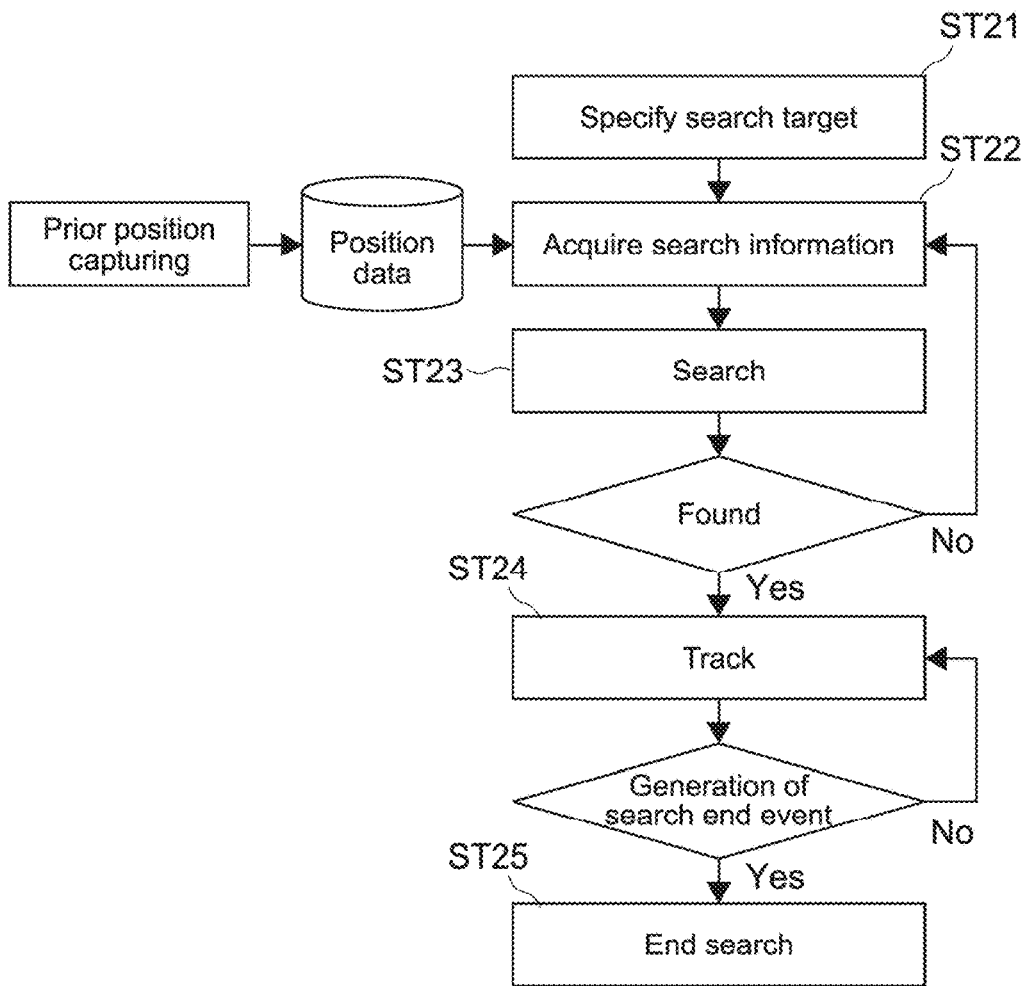 ST21
Specify search target
ST22
Prior position
capturing
Position
data
Acquire search information
ST23
Search
Found
No
Yes
ST24
Track
Generation of
search end event
No
Yes
ST25
End search